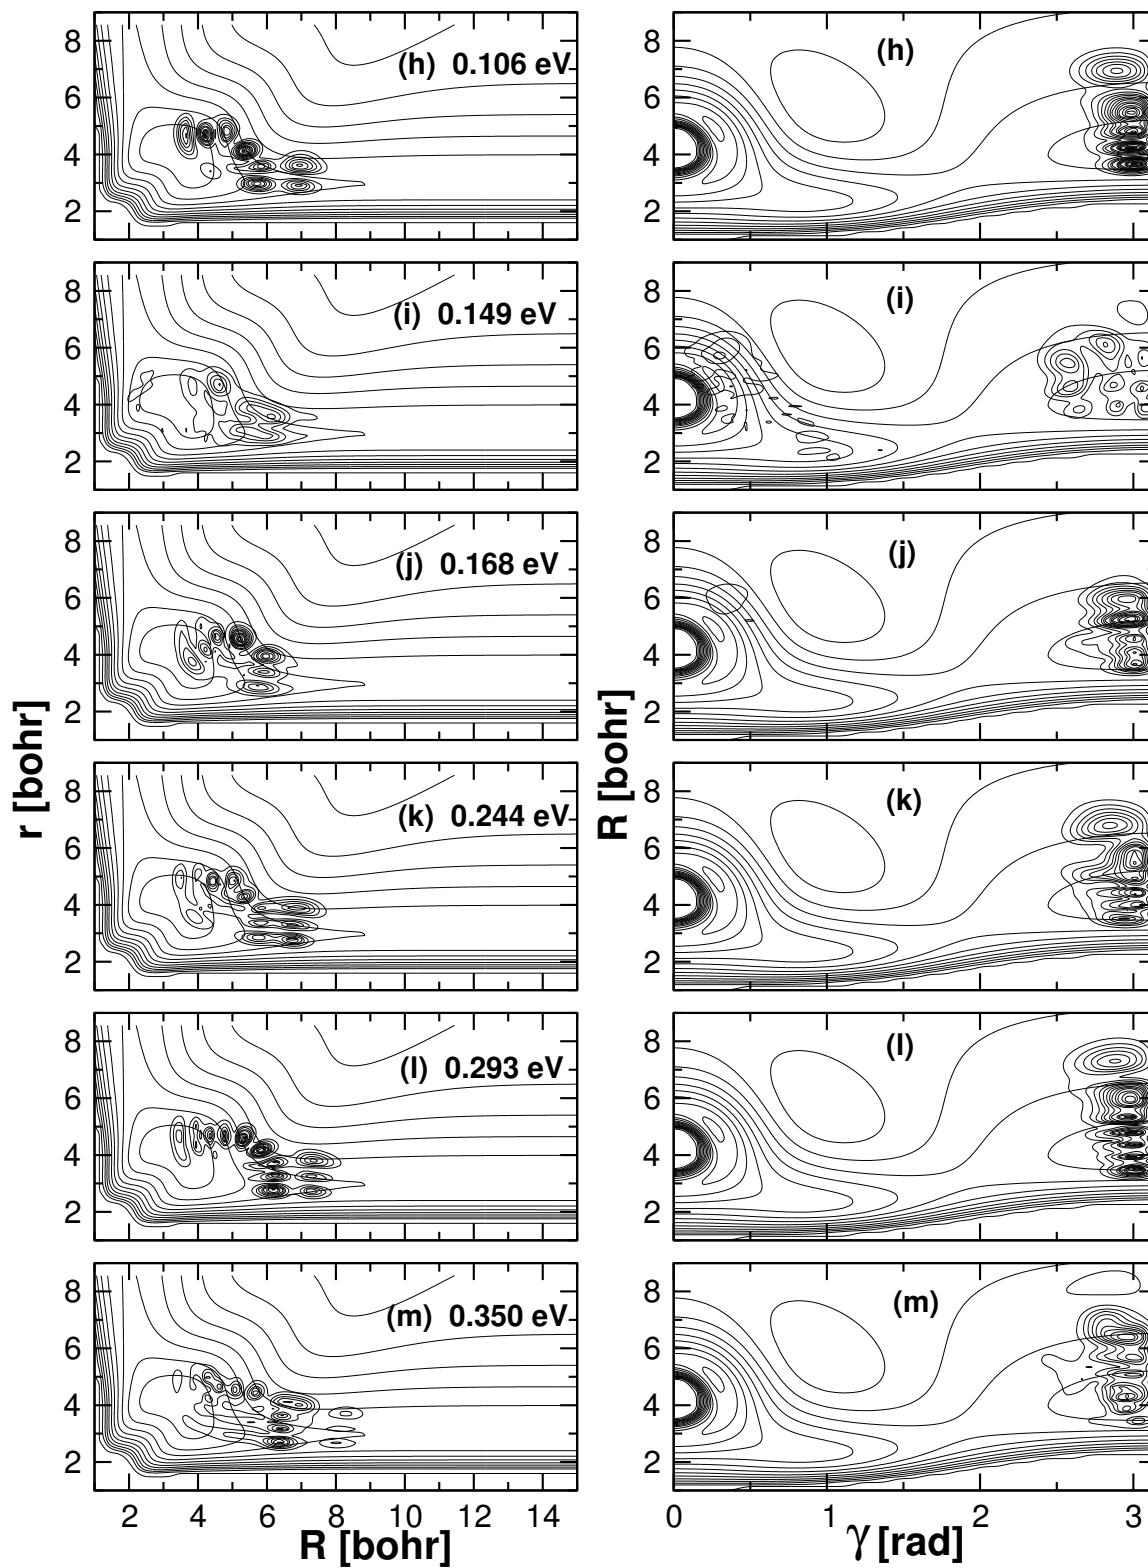 8
6
4
2
(h) 0.106 eV
8
6
4
2
(h)
8
6
4
2
(i) 0.149 eV
8
6
4
2
(i)
8
6
4
2
(j) 0.168 eV
8
6
4
2
(j)
r [bohr]
R [bohr]
8
6
4
2
(k) 0.244 eV
8
6
4
2
(k)
8
6
4
2
(l) 0.293 eV
8
6
4
2
(l)
8
6
4
2
(m) 0.350 eV
8
6
4
2
(m)
2 4 6 8 10 12 14
0 1 2 3
R [bohr]
γ [rad]